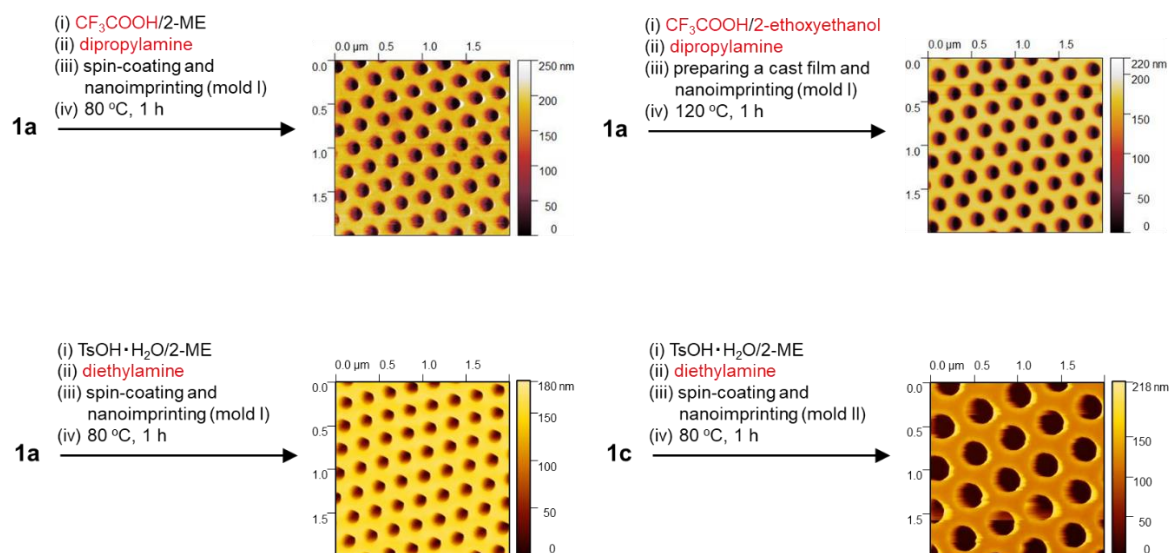 (i) CF₃COOH/2-ME
(ii) dipropylamine
(iii) spin-coating and
nanoimprinting (mold I)
(iv) 80 °C, 1 h
1a
0.0 µm 0.5 1.0 1.5
0.0
0.5
1.0
1.5
250 nm
200
150
100
50
0
(i) CF₃COOH/2-ethoxyethanol
(ii) dipropylamine
(iii) preparing a cast film and
nanoimprinting (mold I)
(iv) 120 °C, 1 h
1a
0.0 µm 0.5 1.0 1.5
0.0
0.5
1.0
1.5
220 nm
200
150
100
50
0
(i) TsOH・H₂O/2-ME
(ii) diethylamine
(iii) spin-coating and
nanoimprinting (mold I)
(iv) 80 °C, 1 h
1a
0.0 µm 0.5 1.0 1.5
0.0
0.5
1.0
1.5
180 nm
150
100
50
0
(i) TsOH・H₂O/2-ME
(ii) diethylamine
(iii) spin-coating and
nanoimprinting (mold II)
(iv) 80 °C, 1 h
1c
0.0 µm 0.5 1.0 1.5
0.0
0.5
1.0
1.5
218 nm
150
100
50
0